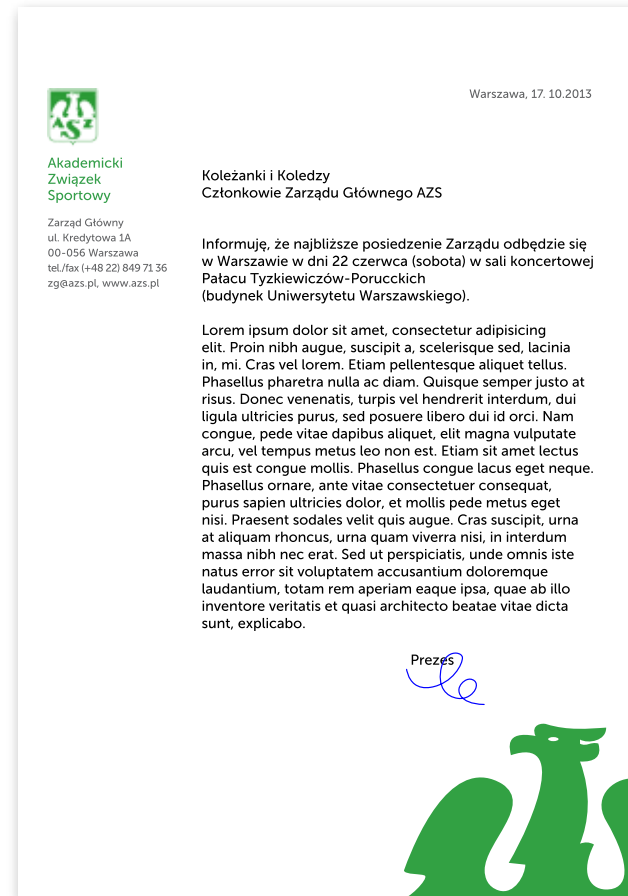 Warszawa, 17. 10.2013
AZS
Akademicki
Związek
Sportowy
Zarząd Główny
ul. Kredytowa 1A
00-056 Warszawa
tel./fax (+48 22) 849 71 36
zg@azs.pl, www.azs.pl
Koleżanki i Koledzy
Członkowie Zarządu Głównego AZS
Informuję, że najbliższe posiedzenie Zarządu odbędzie się
w Warszawie w dni 22 czerwca (sobota) w sali koncertowej
Pałacu Tyzkiewiczów-Porucckich
(budynek Uniwersytetu Warszawskiego).
Lorem ipsum dolor sit amet, consectetur adipisicing
elit. Proin nibh augue, suscipit a, scelerisque sed, lacinia
in, mi. Cras vel lorem. Etiam pellentesque aliquet tellus.
Phasellus pharetra nulla ac diam. Quisque semper justo at
risus. Donec venenatis, turpis vel hendrerit interdum, dui
ligula ultricies purus, sed posuere libero dui id orci. Nam
congue, pede vitae dapibus aliquet, elit magna vulputate
arcu, vel tempus metus leo non est. Etiam sit amet lectus
quis est congue mollis. Phasellus congue lacus eget neque.
Phasellus ornare, ante vitae consectetuer consequat,
purus sapien ultricies dolor, et mollis pede metus eget
nisi. Praesent sodales velit quis augue. Cras suscipit, urna
at aliquam rhoncus, urna quam viverra nisi, in interdum
massa nibh nec erat. Sed ut perspiciatis, unde omnis iste
natus error sit voluptatem accusantium doloremque
laudantium, totam rem aperiam eaque ipsa, quae ab illo
inventore veritatis et quasi architecto beatae vitae dicta
sunt, explicabo.
Prezes